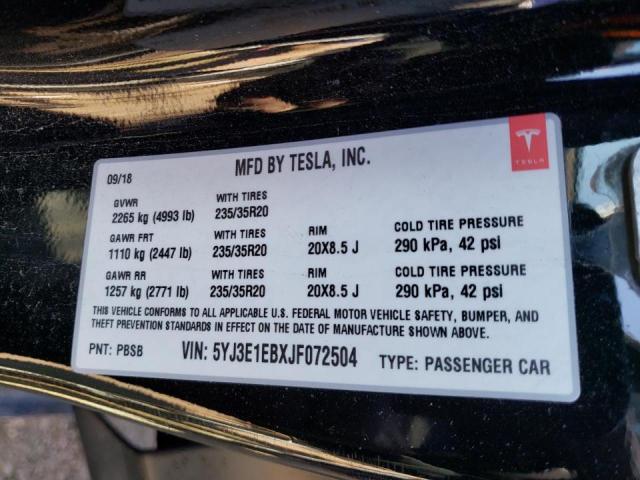 MFD BY TESLA, INC.
TESLA
09/18
GVWR WITH TIRES
2265 kg (4993 lb) 235/35R20
GAWR FRT WITH TIRES RIM COLD TIRE PRESSURE
1110 kg (2447 lb) 235/35R20 20X8.5 J 290 kPa, 42 psi
GAWR RR WITH TIRES RIM COLD TIRE PRESSURE
1257 kg (2771 lb) 235/35R20 20X8.5 J 290 kPa, 42 psi
THIS VEHICLE CONFORMS TO ALL APPLICABLE U.S. FEDERAL MOTOR VEHICLE SAFETY, BUMPER, AND
THEFT PREVENTION STANDARDS IN EFFECT ON THE DATE OF MANUFACTURE SHOWN ABOVE.
PNT: PBSB VIN: 5YJ3E1EBXJF072504 TYPE: PASSENGER CAR